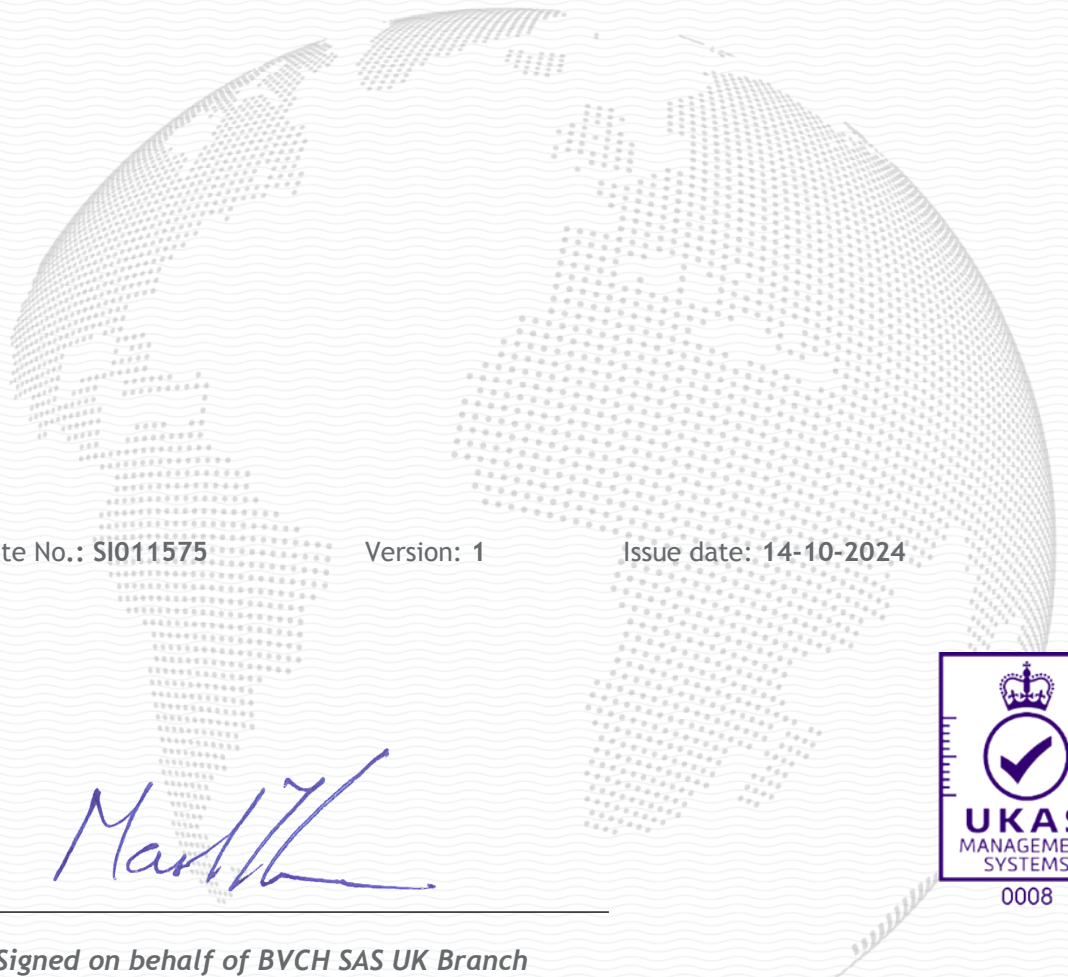 te No.: SI011575 Version: 1 Issue date: 14-10-2024
UKAS
MANAGEME
SYSTEMS
0008
Signed on behalf of BVCH SAS UK Branch